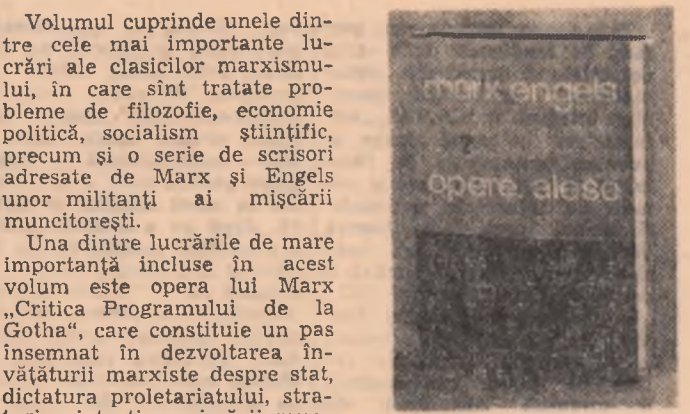 Volumul cuprinde unele din-
tre cele mai importante lu-
crări ale clasicilor marxismu-
lui, în care sînt tratate pro-
bleme de filozofie, economie
politică, socialism științific,
precum și o serie de scrisori
adresate de Marx și Engels
unor militanți ai mișcării
muncitorești.
Una dintre lucrările de mare
importanță incluse în acest
volum este opera lui Marx
„Critica Programului de la
Gotha“, care constituie un pas
însemnat în dezvoltarea în-
vățăturii marxiste despre stat,
dictatura proletariatului, stra-
marx engels
opere alese